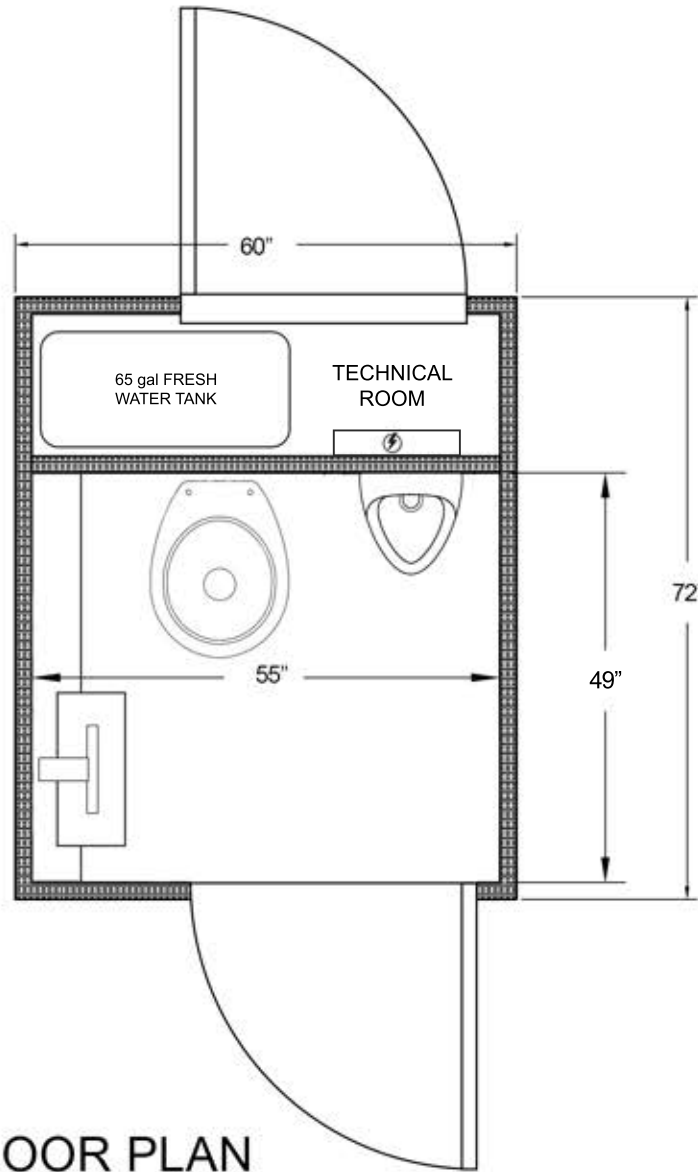 60”
65 gal FRESH
WATER TANK
TECHNICAL
ROOM
72
55”
49”
OOR PLAN